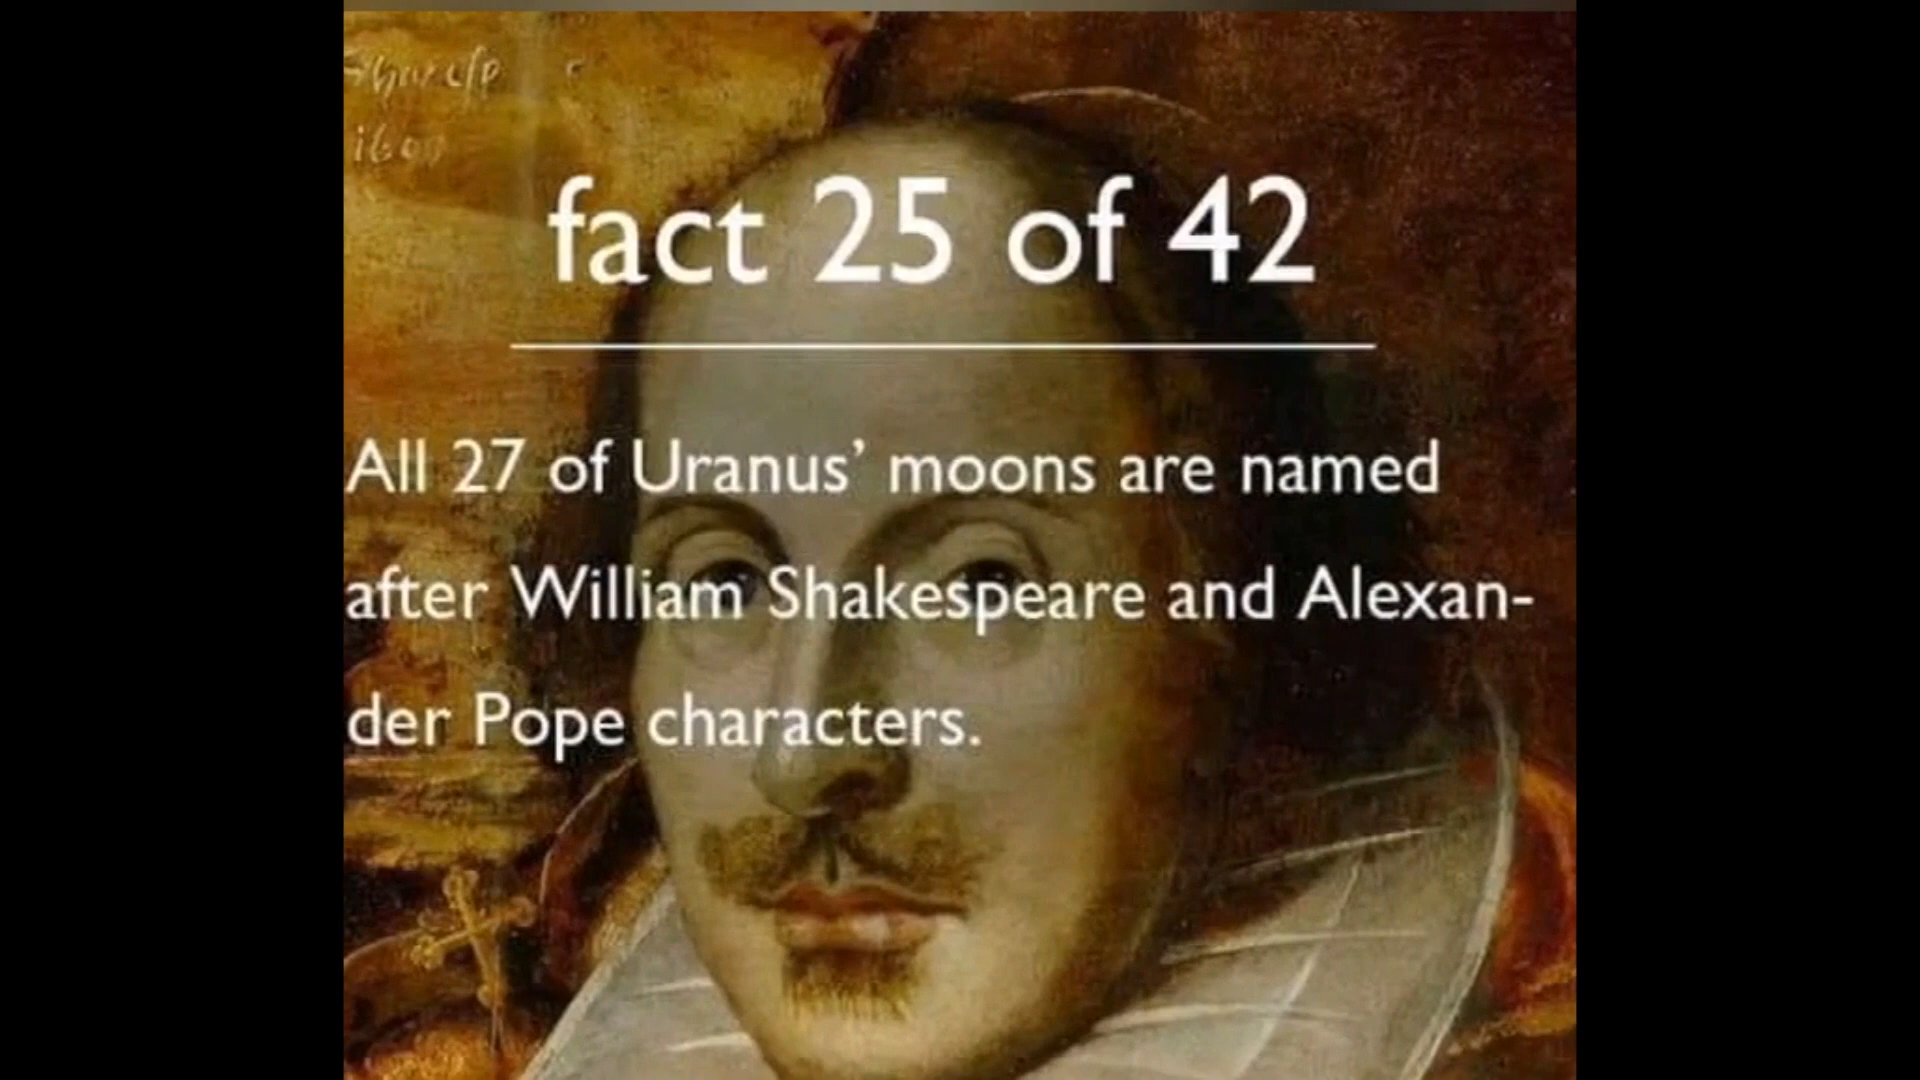 fact 25 of 42
All 27 of Uranus’ moons are named
after William Shakespeare and Alexan-
der Pope characters.